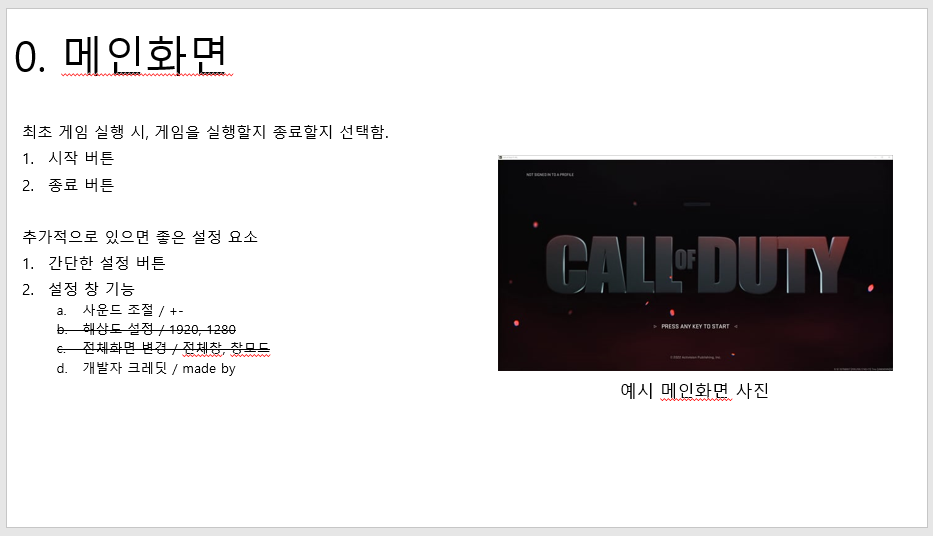 0. 메인화면
최초 게임 실행 시, 게임을 실행할지 종료할지 선택함.
1. 시작 버튼
2. 종료 버튼
추가적으로 있으면 좋은 설정 요소
1. 간단한 설정 버튼
2. 설정 창 기능
a. 사운드 조절 / +-
b. 해상도 설정 / 1920, 1280
c. 전체화면 변경 / 전체창, 창모드
d. 개발자 크레딧 / made by
NOT SIGNED IN TO A PROFILE
CALL OF DUTY
PRESS ANY KEY TO START
예시 메인화면 사진